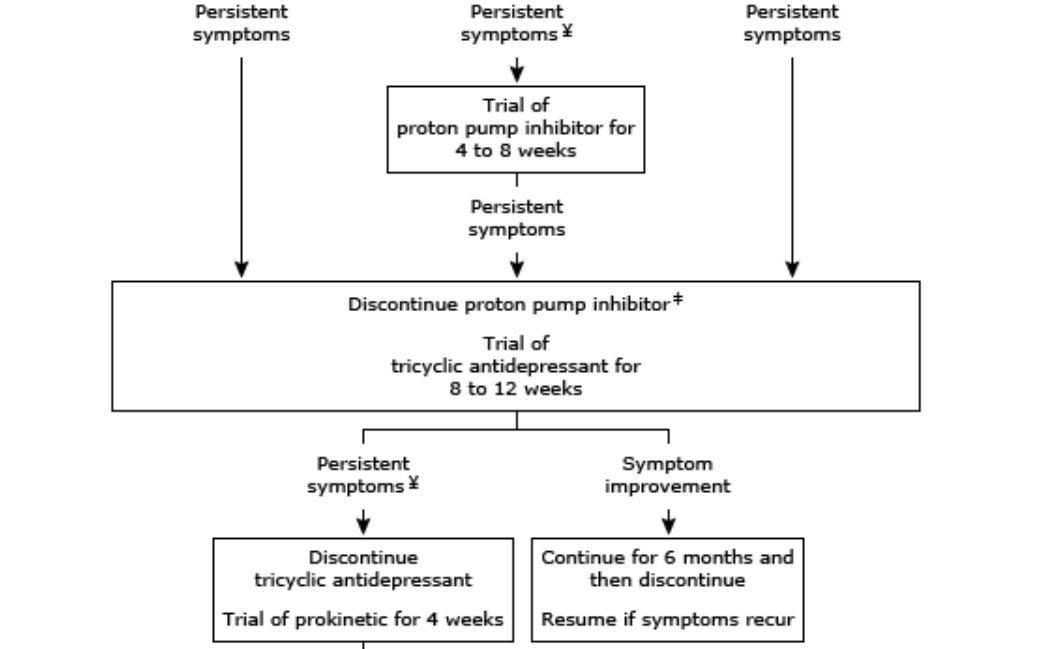 Persistent
symptoms
Persistent
symptoms¥
Persistent
symptoms
Trial of
proton pump inhibitor for
4 to 8 weeks
Persistent
symptoms
Discontinue proton pump inhibitor‡
Trial of
tricyclic antidepressant for
8 to 12 weeks
Persistent
symptoms¥
Symptom
improvement
Discontinue
tricyclic antidepressant
Trial of prokinetic for 4 weeks
Continue for 6 months and
then discontinue
Resume if symptoms recur